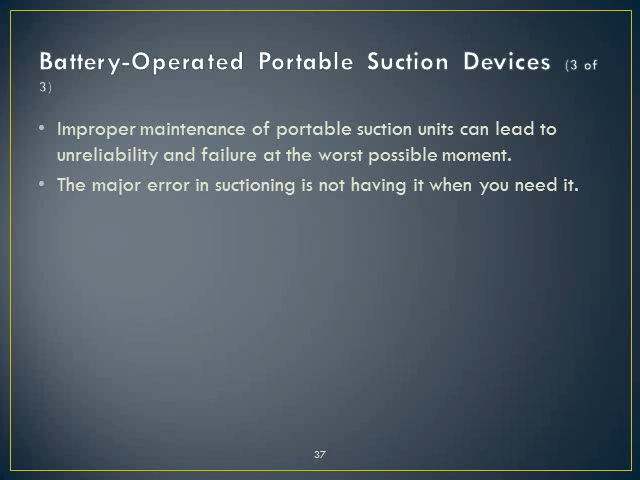 Battery-Operated Portable Suction Devices (3 of
3)
• Improper maintenance of portable suction units can lead to
unreliability and failure at the worst possible moment.
• The major error in suctioning is not having it when you need it.
37